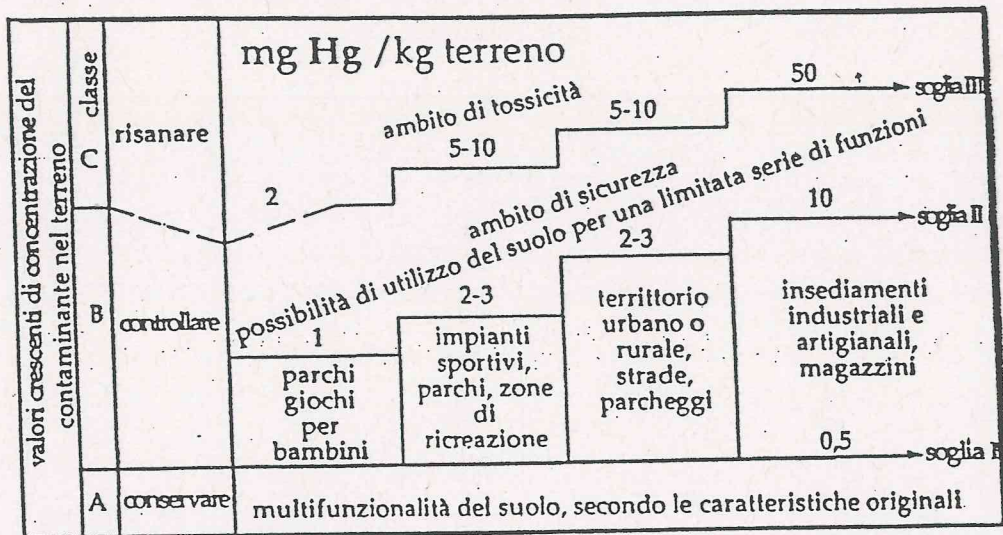 valori crescenti di concentrazione del
contaminante nel terreno
classe
C
B
A
risanare
controllare
conservare
mg Hg /kg terreno
ambito di tossicità
2
5-10
5-10
50
soglia III
ambito di sicurezza
possibilità di utilizzo del suolo per una limitata serie di funzioni
1
2-3
2-3
10
soglia II
parchi
giochi
per
bambini
impianti
sportivi,
parchi, zone
di
ricreazione
territtorio
urbano o
rurale,
strade,
parcheggi
insediamenti
industriali e
artigianali,
magazzini
0,5
soglia I
multifunzionalità del suolo, secondo le caratteristiche originali.